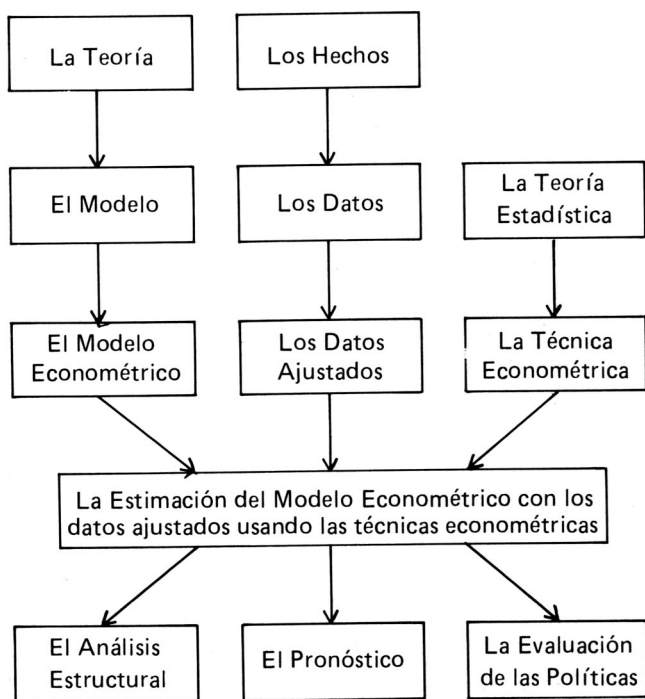 La Teoría
Los Hechos
El Modelo
Los Datos
La Teoría
Estadística
El Modelo
Econométrico
Los Datos
Ajustados
La Técnica
Econométrica
La Estimación del Modelo Econométrico con los
datos ajustados usando las técnicas econométricas
El Análisis
Estructural
El Pronóstico
La Evaluación
de las Políticas